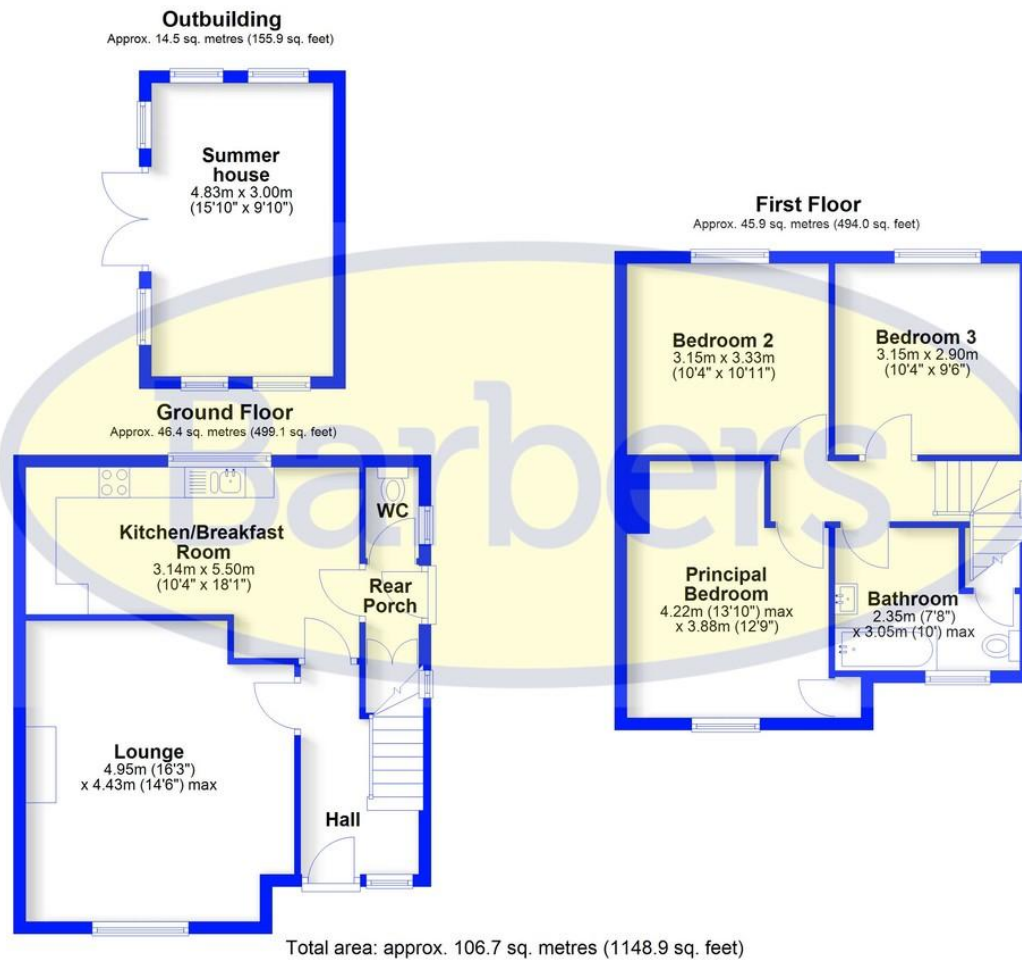 Outbuilding
Approx. 14.5 sq. metres (155.9 sq. feet)
Summer
house
4.83m x 3.00m
(15'10" x 9'10")
First Floor
Approx. 45.9 sq. metres (494.0 sq. feet)
Bedroom 2
3.15m x 3.33m
(10'4" x 10'11")
Bedroom 3
3.15m x 2.90m
(10'4" x 9'6")
Principal
Bedroom
4.22m (13'10") max
x 3.88m (12'9")
Bathroom
2.35m (7'8")
x 3.05m (10') max
Ground Floor
Approx. 46.4 sq. metres (499.1 sq. feet)
Barbers
Kitchen/Breakfast
Room
3.14m x 5.50m
(10'4" x 18'1")
WC
Rear
Porch
Lounge
4.95m (16'3")
x 4.43m (14'6") max
Hall
Total area: approx. 106.7 sq. metres (1148.9 sq. feet)